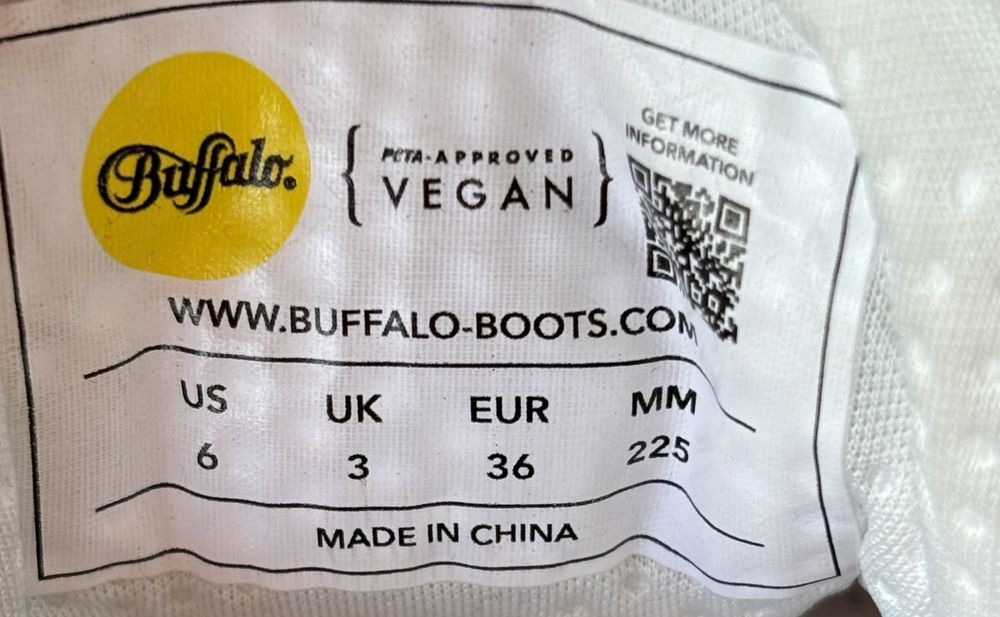 Buffalo.
PETA-APPROVED
VEGAN
GET MORE
INFORMATION
WWW.BUFFALO-BOOTS.COM
US UK EUR MM
6 3 36 225
MADE IN CHINA